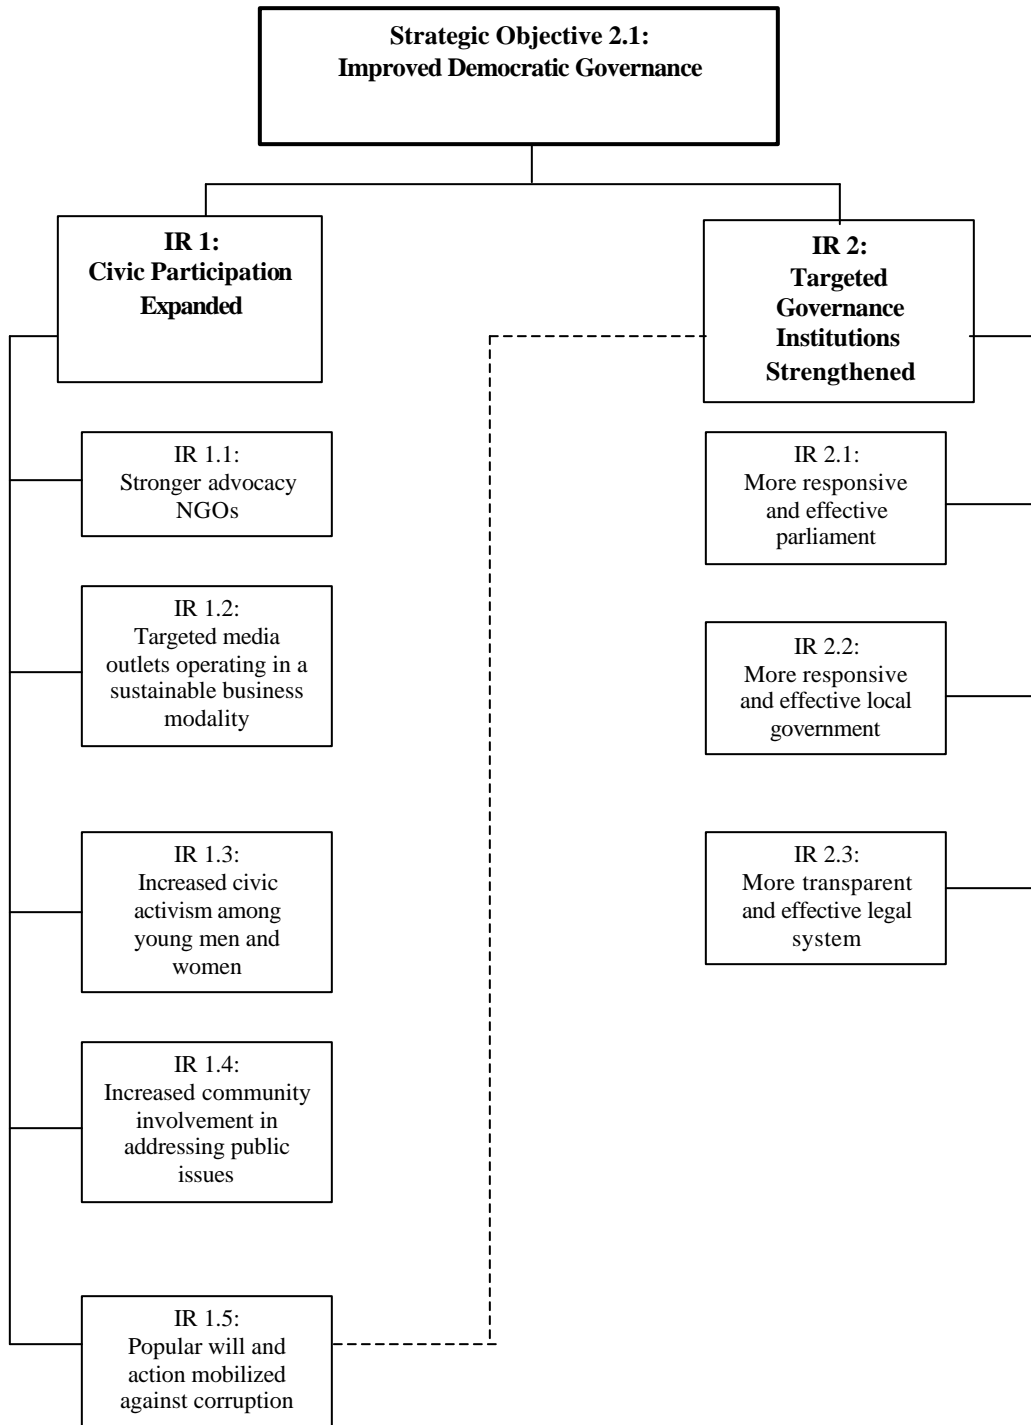 Strategic Objective 2.1:
Improved Democratic Governance
IR 1:
Civic Participation
Expanded
IR 1.1:
Stronger advocacy
NGOs
IR 1.2:
Targeted media
outlets operating in a
sustainable business
modality
IR 1.3:
Increased civic
activism among
young men and
women
IR 1.4:
Increased community
involvement in
addressing public
issues
IR 1.5:
Popular will and
action mobilized
against corruption
IR 2:
Targeted
Governance
Institutions
Strengthened
IR 2.1:
More responsive
and effective
parliament
IR 2.2:
More responsive
and effective local
government
IR 2.3:
More transparent
and effective legal
system